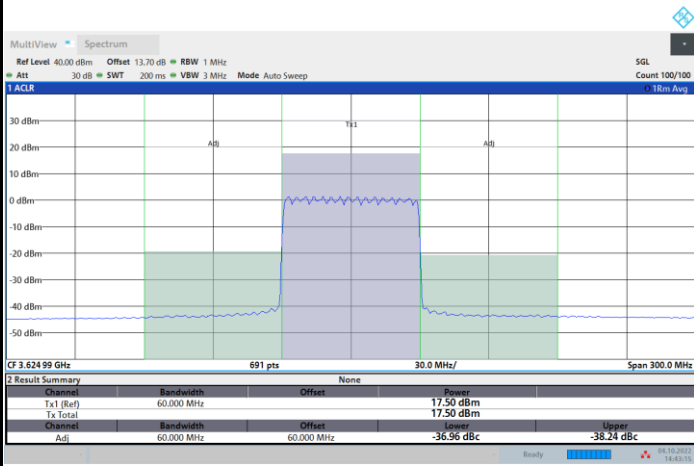 MultiView Spectrum
Ref Level 40.00 dBm Offset 13.70 dB RBW 1 MHz SGL
Att 30 dB SWT 200 ms VBW 3 MHz Mode Auto Sweep Count 100/100
1 ACLR 1Rm Avg
30 dBm
Tx1
20 dBm Adj Adj
10 dBm
0 dBm
-10 dBm
-20 dBm
-30 dBm
-40 dBm
-50 dBm
CF 3.62499 GHz 691 pts 30.0 MHz/ Span 300.0 MHz
2 Result Summary None
Channel Bandwidth Offset Power
Tx1 (Ref) 60.000 MHz 17.50 dBm
Tx Total 17.50 dBm
Channel Bandwidth Offset Lower Upper
Adj 60.000 MHz 60.000 MHz -36.96 dBc -38.24 dBc
Ready 04.10.2022
14:43:15